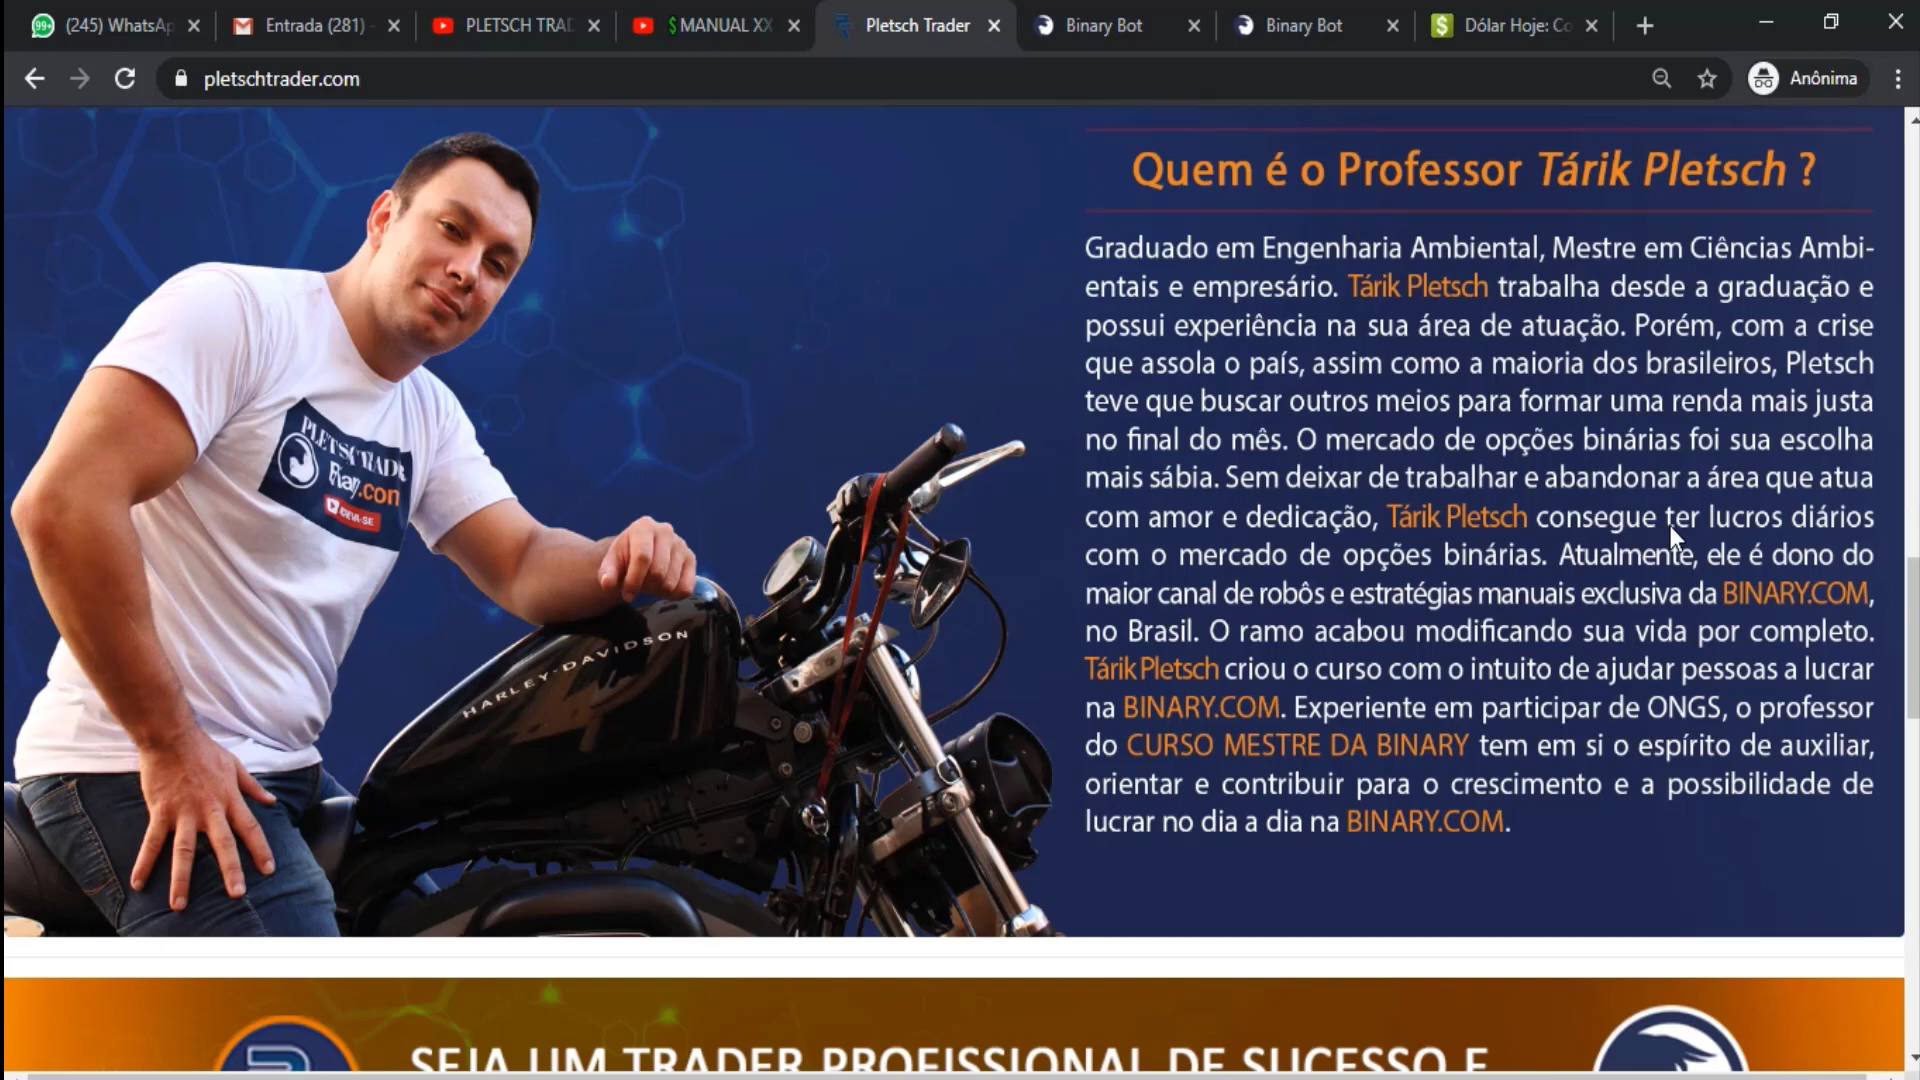 (245) WhatsAp
Entrada (281) -
PLETSCH TRAD
$ MANUAL XX
Pletsch Trader
Binary Bot
Binary Bot
Dólar Hoje: Co
pletschtrader.com
Anônima
Quem é o Professor Tárik Pletsch ?
Graduado em Engenharia Ambiental, Mestre em Ciências Ambi-
entais e empresário. Tárik Pletsch trabalha desde a graduação e
possui experiência na sua área de atuação. Porém, com a crise
que assola o país, assim como a maioria dos brasileiros, Pletsch
teve que buscar outros meios para formar uma renda mais justa
no final do mês. O mercado de opções binárias foi sua escolha
mais sábia. Sem deixar de trabalhar e abandonar a área que atua
com amor e dedicação, Tárik Pletsch consegue ter lucros diários
com o mercado de opções binárias. Atualmente, ele é dono do
maior canal de robôs e estratégias manuais exclusiva da BINARY.COM,
no Brasil. O ramo acabou modificando sua vida por completo.
Tárik Pletsch criou o curso com o intuito de ajudar pessoas a lucrar
na BINARY.COM. Experiente em participar de ONGS, o professor
do CURSO MESTRE DA BINARY tem em si o espírito de auxiliar,
orientar e contribuir para o crescimento e a possibilidade de
lucrar no dia a dia na BINARY.COM.
HARLEY-DAVIDSON
SEJA UM TRADER PROFISSIONAL DE SUCESSO E